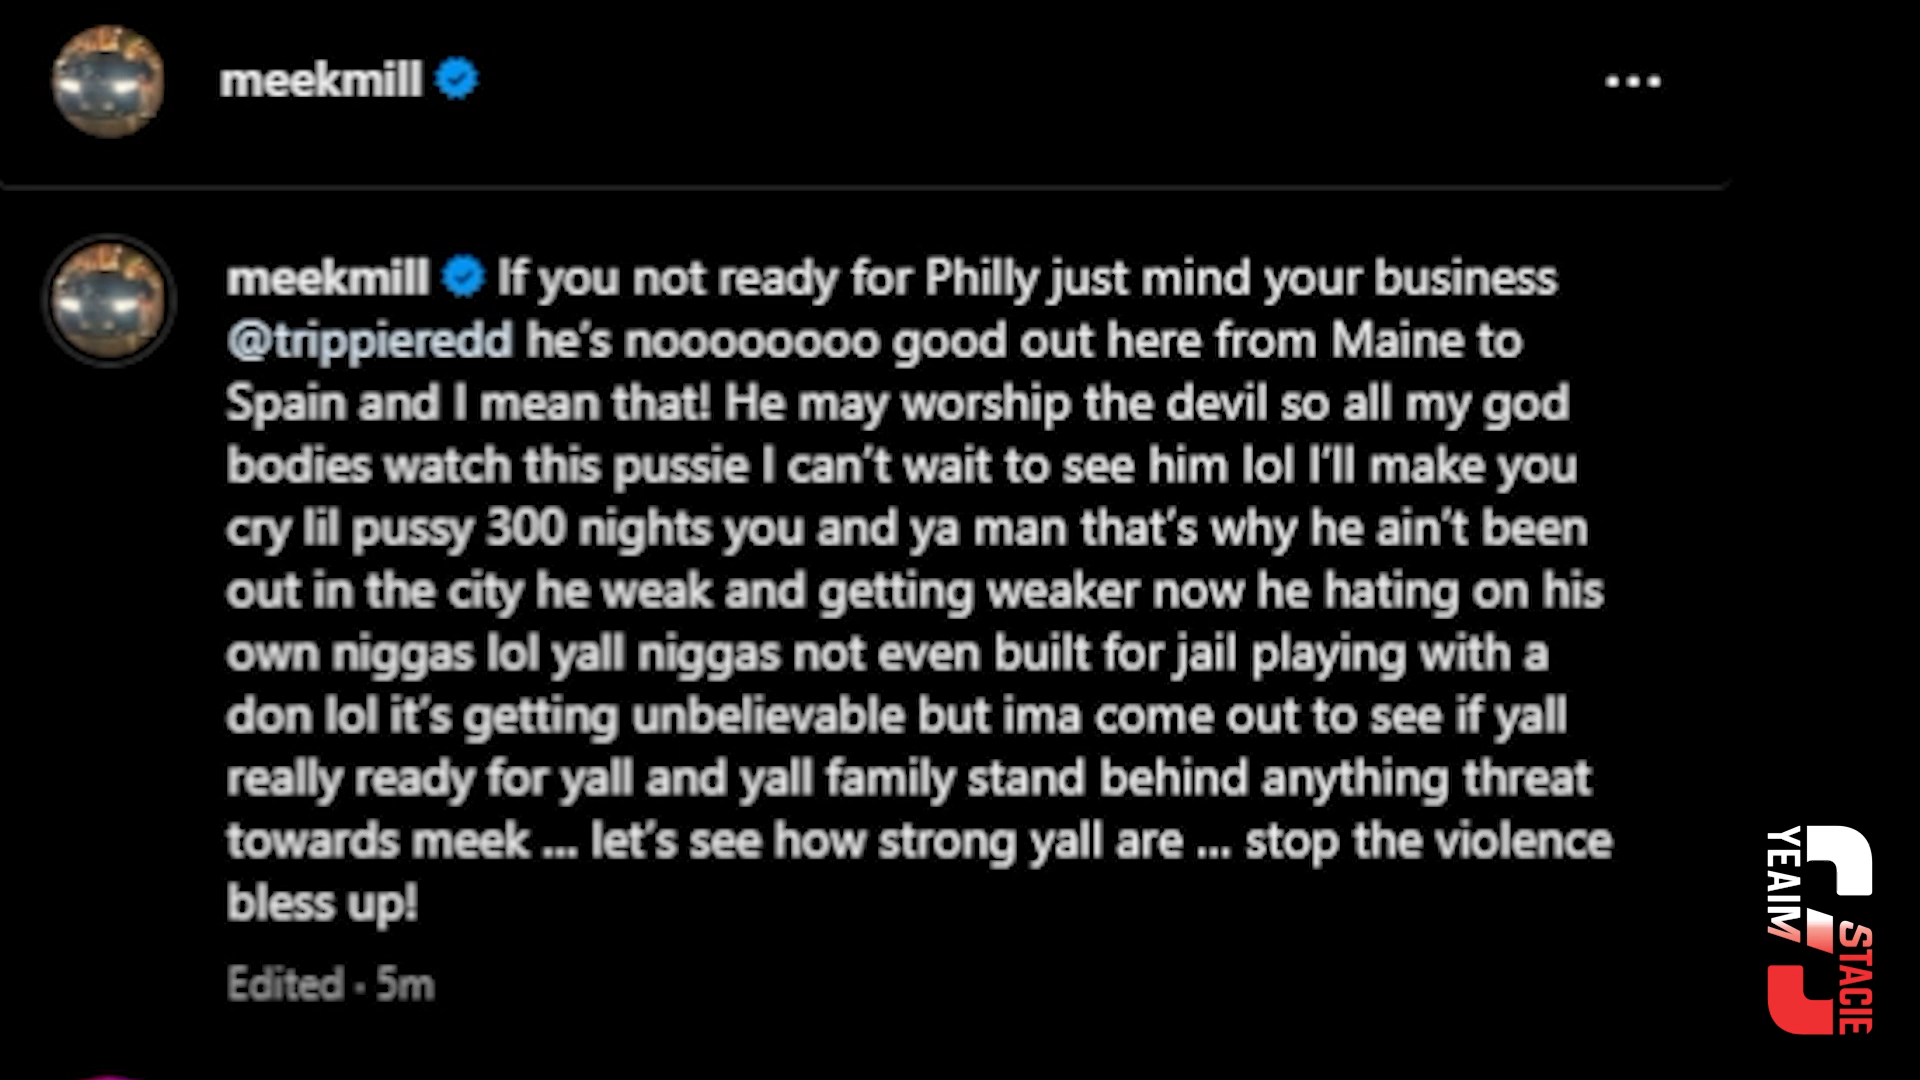 meekmill
...
meekmill If you not ready for Philly just mind your business
@trippieredd he's noooooooo good out here from Maine to
Spain and I mean that! He may worship the devil so all my god
bodies watch this pussie I can't wait to see him lol I'll make you
cry lil pussy 300 nights you and ya man that's why he ain't been
out in the city he weak and getting weaker now he hating on his
own niggas lol yall niggas not even built for jail playing with a
don lol it's getting unbelievable but ima come out to see if yall
really ready for yall and yall family stand behind anything threat
towards meek ... let's see how strong yall are ... stop the violence
bless up!
Edited · 5m
YEAIM
STACIE